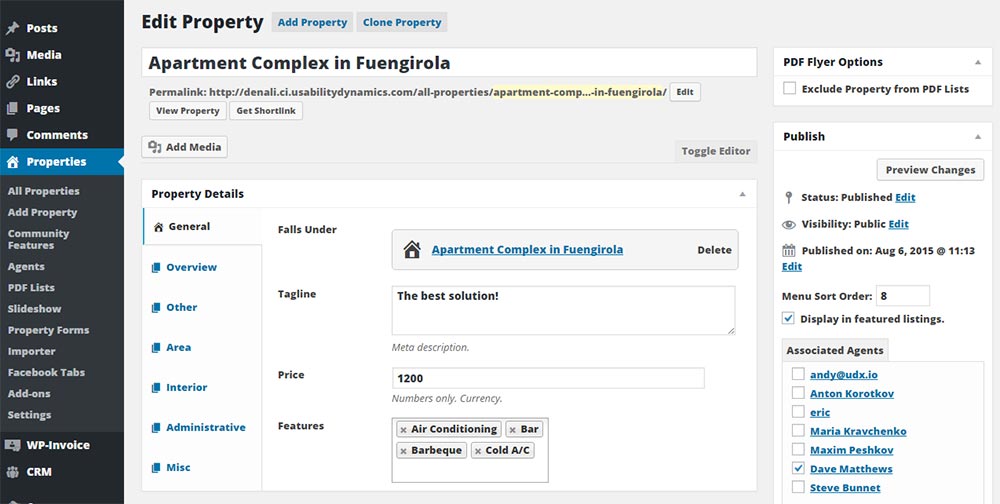 Posts
Media
Links
Pages
Comments
Properties
All Properties
Add Property
Community
Features
Agents
PDF Lists
Slideshow
Property Forms
Importer
Facebook Tabs
Add-ons
Settings
WP-Invoice
CRM
Edit Property Add Property Clone Property
Apartment Complex in Fuengirola
Permalink: http://denali.ci.usabilitydynamics.com/all-properties/apartment-comp...-in-fuengirola/ Edit
View Property Get Shortlink
Add Media
Toggle Editor
Property Details
General
Overview
Other
Area
Interior
Administrative
Misc
Falls Under
Apartment Complex in Fuengirola Delete
Tagline
The best solution!
Meta description.
Price
1200
Numbers only. Currency.
Features
× Air Conditioning × Bar
× Barbeque × Cold A/C
PDF Flyer Options
Exclude Property from PDF Lists
Publish
Preview Changes
Status: Published Edit
Visibility: Public Edit
Published on: Aug 6, 2015 @ 11:13
Edit
Menu Sort Order: 8
Display in featured listings.
Associated Agents
andy@udx.io
Anton Korotkov
eric
Maria Kravchenko
Maxim Peshkov
Dave Matthews
Steve Bunnet